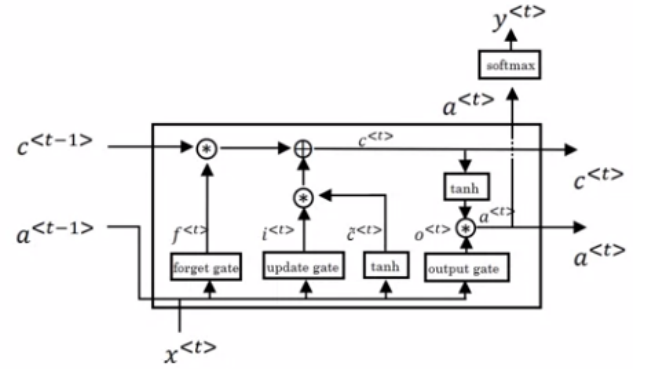 y<t>
softmax
a<t>
c<t-1>
c<t>
c<t>
tanh
a<t-1>
f<t>
i<t>
c̃<t>
o<t>
a<t>
a<t>
forget gate
update gate
tanh
output gate
x<t>